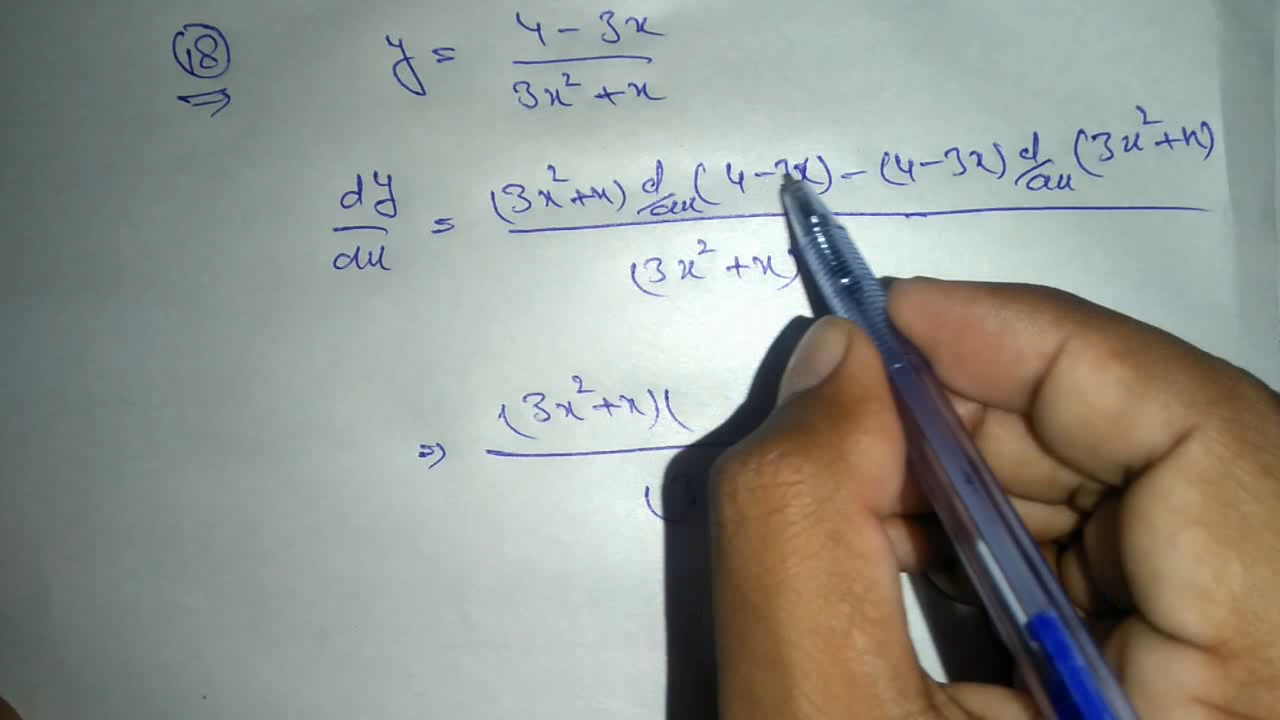 18 y = (4 - 3x)/(3x² + x)
dy/dx = ((3x² + x) d/dx (4 - 3x) - (4 - 3x) d/dx (3x² + x))/(3x² + x)
⇒ (3x² + x)(
(